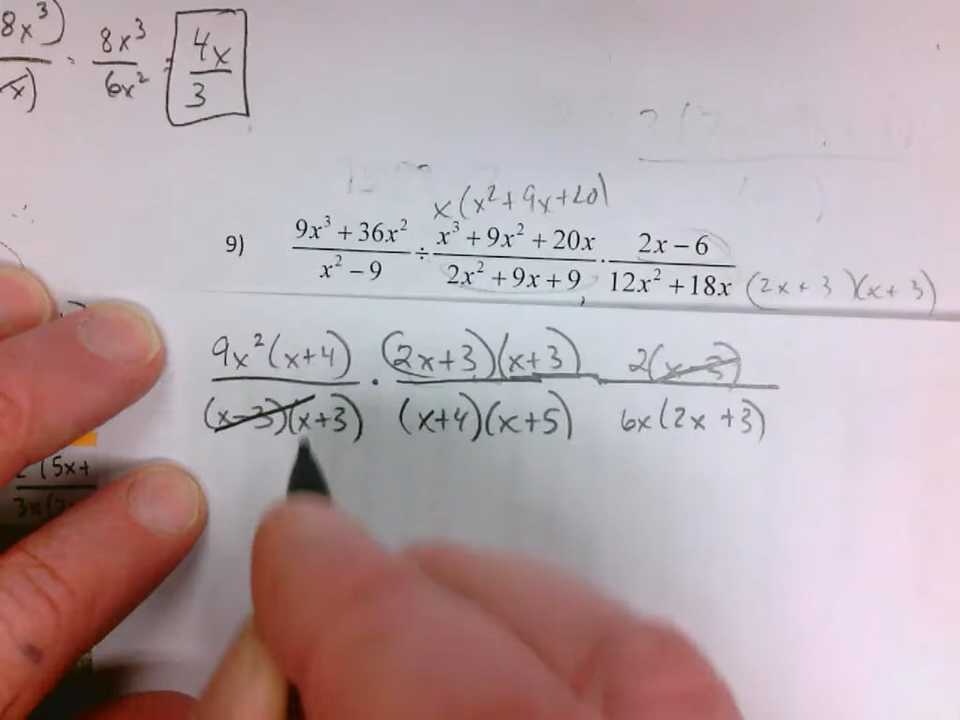 8x³) / x) = 8x³ / 6x² = 4x / 3
x(x²+9x+20)
9) 9x³ + 36x² / x² − 9 ÷ x³ + 9x² + 20x / 2x² + 9x + 9 · 2x − 6 / 12x² + 18x (2x+3)(x+3)
9x²(x+4) / (x-3)(x+3) · (2x+3)(x+3) / (x+4)(x+5) 2(x-3) / 6x(2x+3)
(5x+
3x(